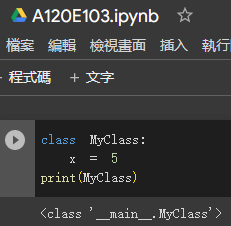 A120E103.ipynb
檔案 編輯 檢視畫面 插入 執行
+ 程式碼 + 文字
class MyClass:
    x = 5
print(MyClass)
<class '__main__.MyClass'>